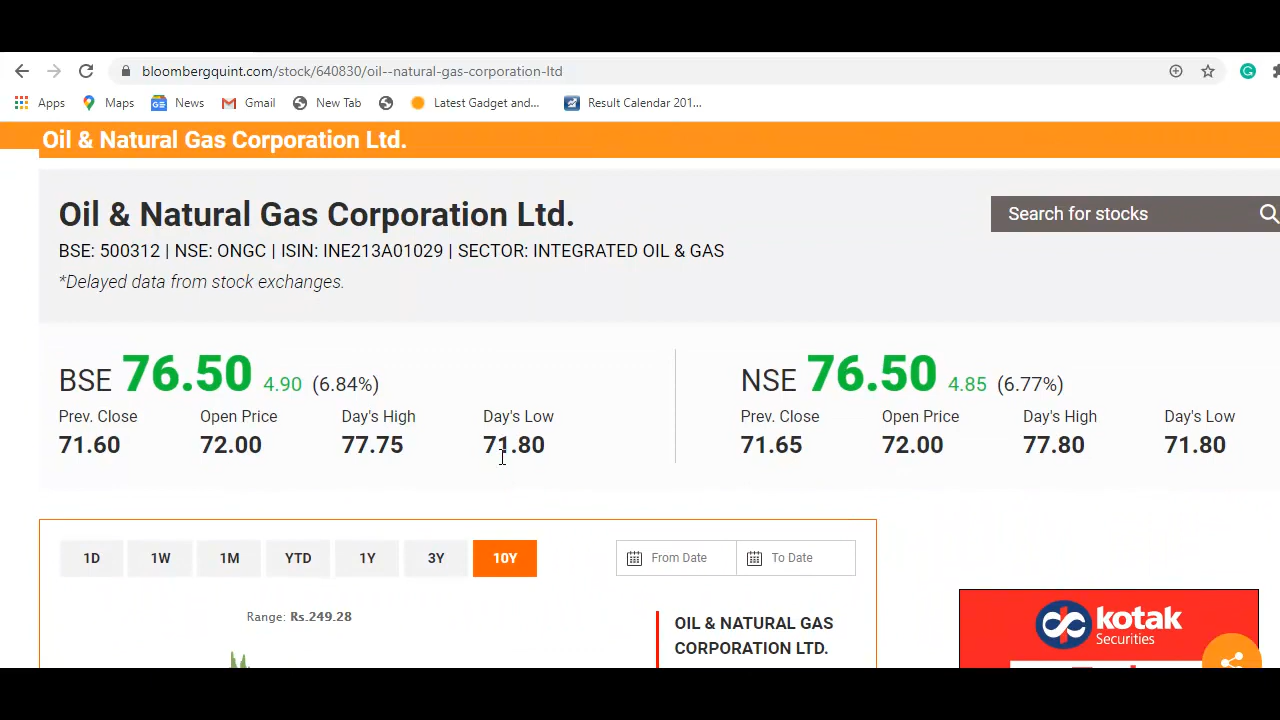 bloombergquint.com/stock/640830/oil--natural-gas-corporation-ltd
Apps Maps News Gmail New Tab Latest Gadget and... Result Calendar 201...
Oil & Natural Gas Corporation Ltd.
Oil & Natural Gas Corporation Ltd.
Search for stocks
BSE: 500312 | NSE: ONGC | ISIN: INE213A01029 | SECTOR: INTEGRATED OIL & GAS
*Delayed data from stock exchanges.
BSE 76.50 4.90 (6.84%)
Prev. Close Open Price Day's High Day's Low
71.60 72.00 77.75 71.80
NSE 76.50 4.85 (6.77%)
Prev. Close Open Price Day's High Day's Low
71.65 72.00 77.80 71.80
1D 1W 1M YTD 1Y 3Y 10Y
From Date To Date
Range: Rs.249.28
OIL & NATURAL GAS
CORPORATION LTD.
kotak
Securities